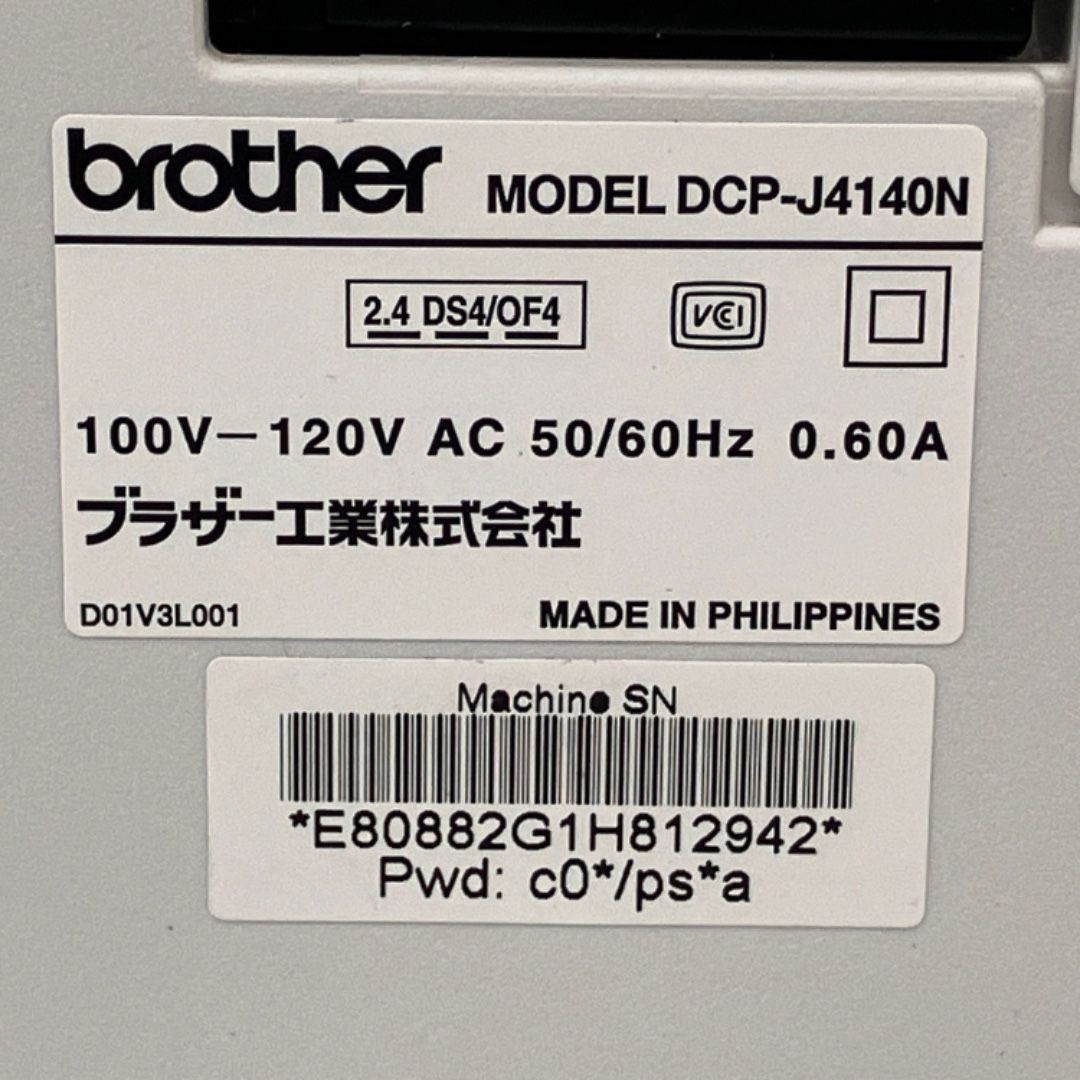 brother MODEL DCP-J4140N
2.4 DS4/OF4 VCI
100V-120V AC 50/60Hz 0.60A
ブラザー工業株式会社
D01V3L001 MADE IN PHILIPPINES
Machine SN
*E80882G1H812942*
Pwd: c0*/ps*a